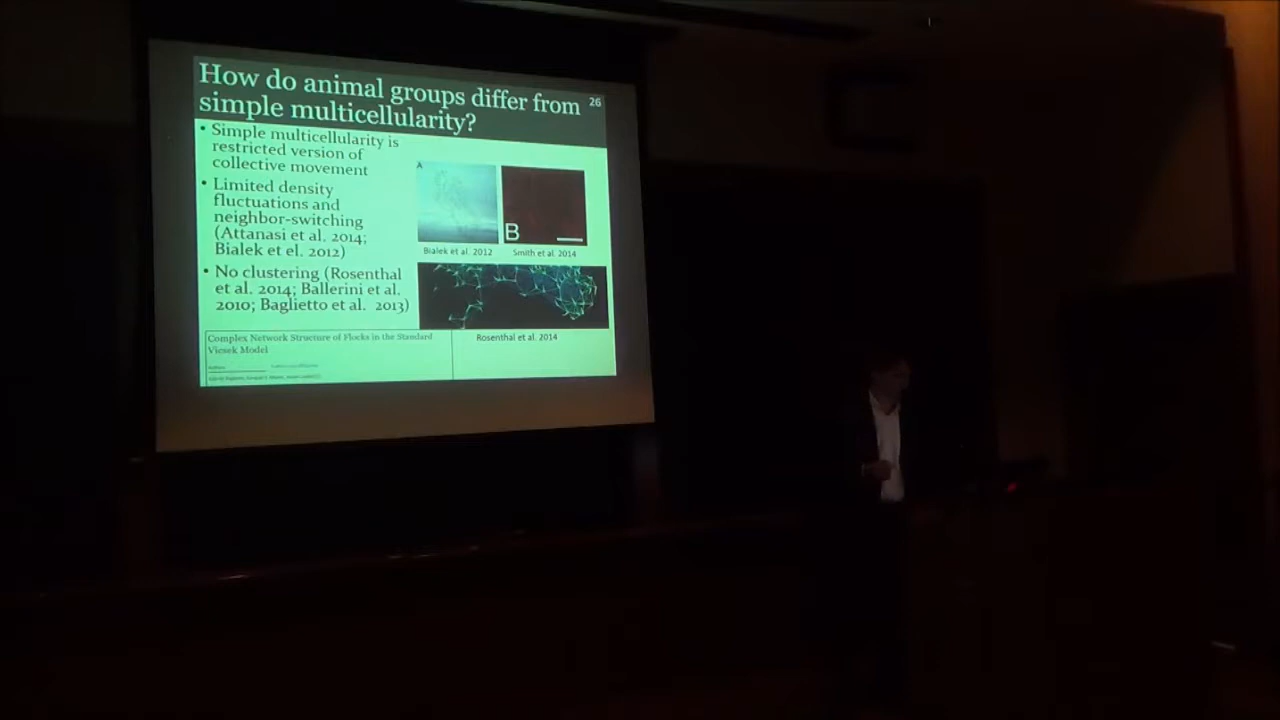 How do animal groups differ from
simple multicellularity?
26
• Simple multicellularity is
restricted version of
collective movement
• Limited density
fluctuations and
neighbor-switching
(Attanasi et al. 2014;
Bialek et el. 2012)
• No clustering (Rosenthal
et al. 2014; Ballerini et al.
2010; Baglietto et al. 2013)
A
B
Bialek et al. 2012
Smith et al. 2014
Rosenthal et al. 2014
Complex Network Structure of Flocks in the Standard
Vicsek Model